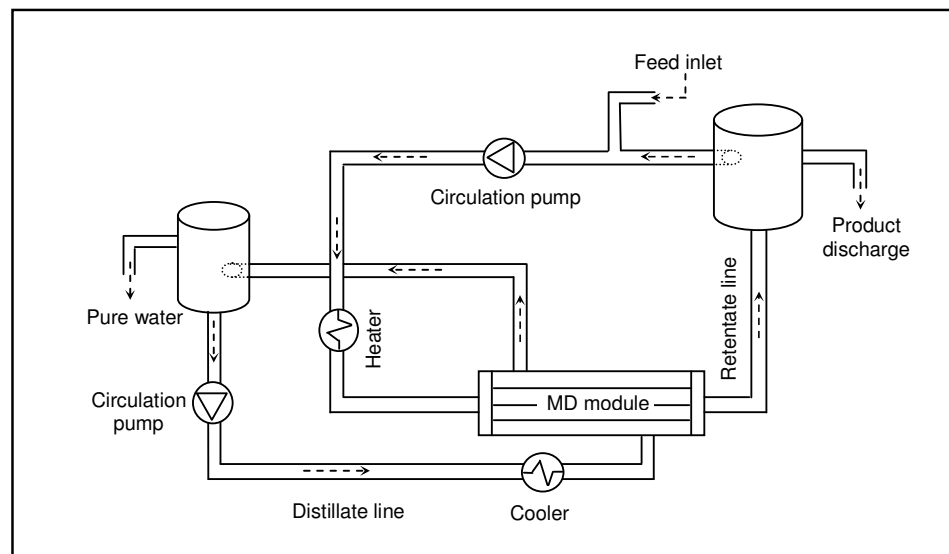 Feed inlet
Circulation pump
Product
discharge
Pure water
Heater
Retentate line
MD module
Circulation
pump
Distillate line
Cooler